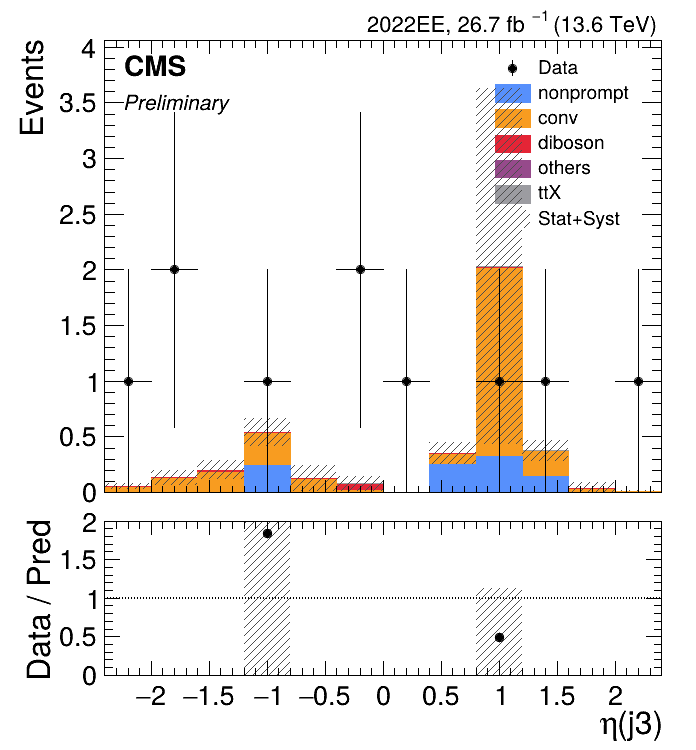 2022EE, 26.7 fb ⁻¹ (13.6 TeV)
CMS
Preliminary
Events
4
3.5
3
2.5
2
1.5
1
0.5
0
Data
nonprompt
conv
diboson
others
ttX
Stat+Syst
Data / Pred
2
1.5
1
0.5
0
−2 −1.5 −1 −0.5 0 0.5 1 1.5 2
η(j3)